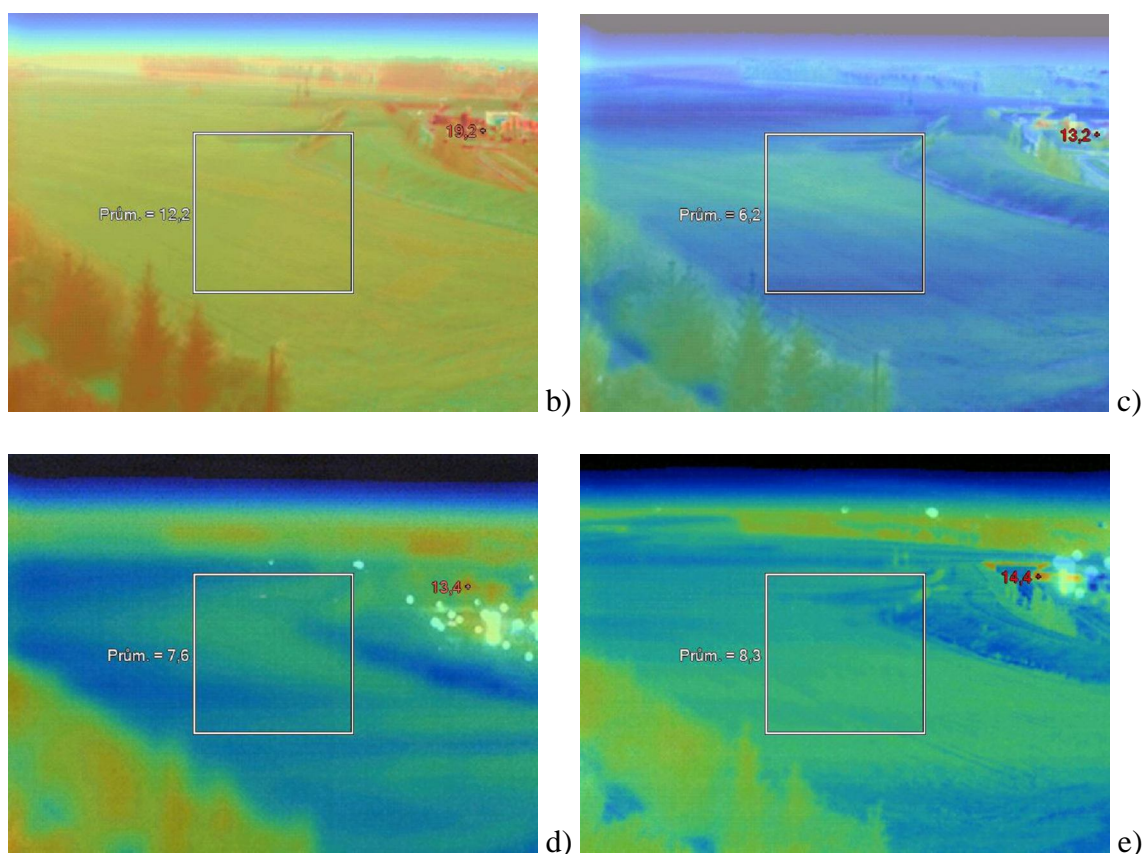 19,2
Prům. = 12,2
b)
13,2
Prům. = 6,2
c)
13,4
Prům. = 7,6
d)
14,4
Prům. = 8,3
e)